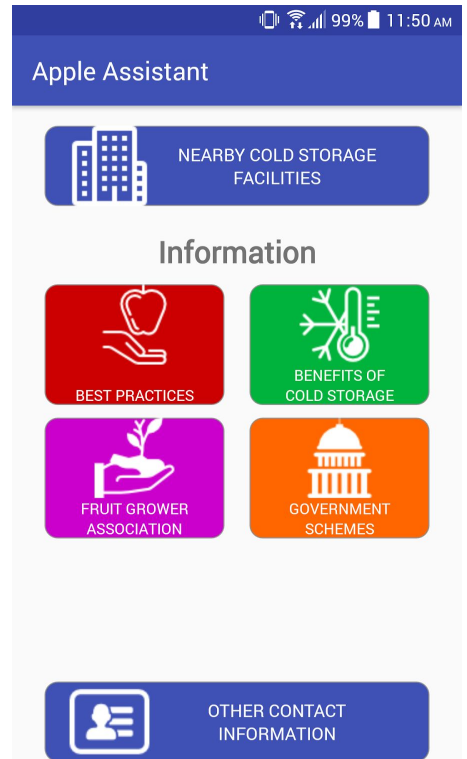 99% 11:50 AM
Apple Assistant
NEARBY COLD STORAGE
FACILITIES
Information
BEST PRACTICES
BENEFITS OF
COLD STORAGE
FRUIT GROWER
ASSOCIATION
GOVERNMENT
SCHEMES
OTHER CONTACT
INFORMATION